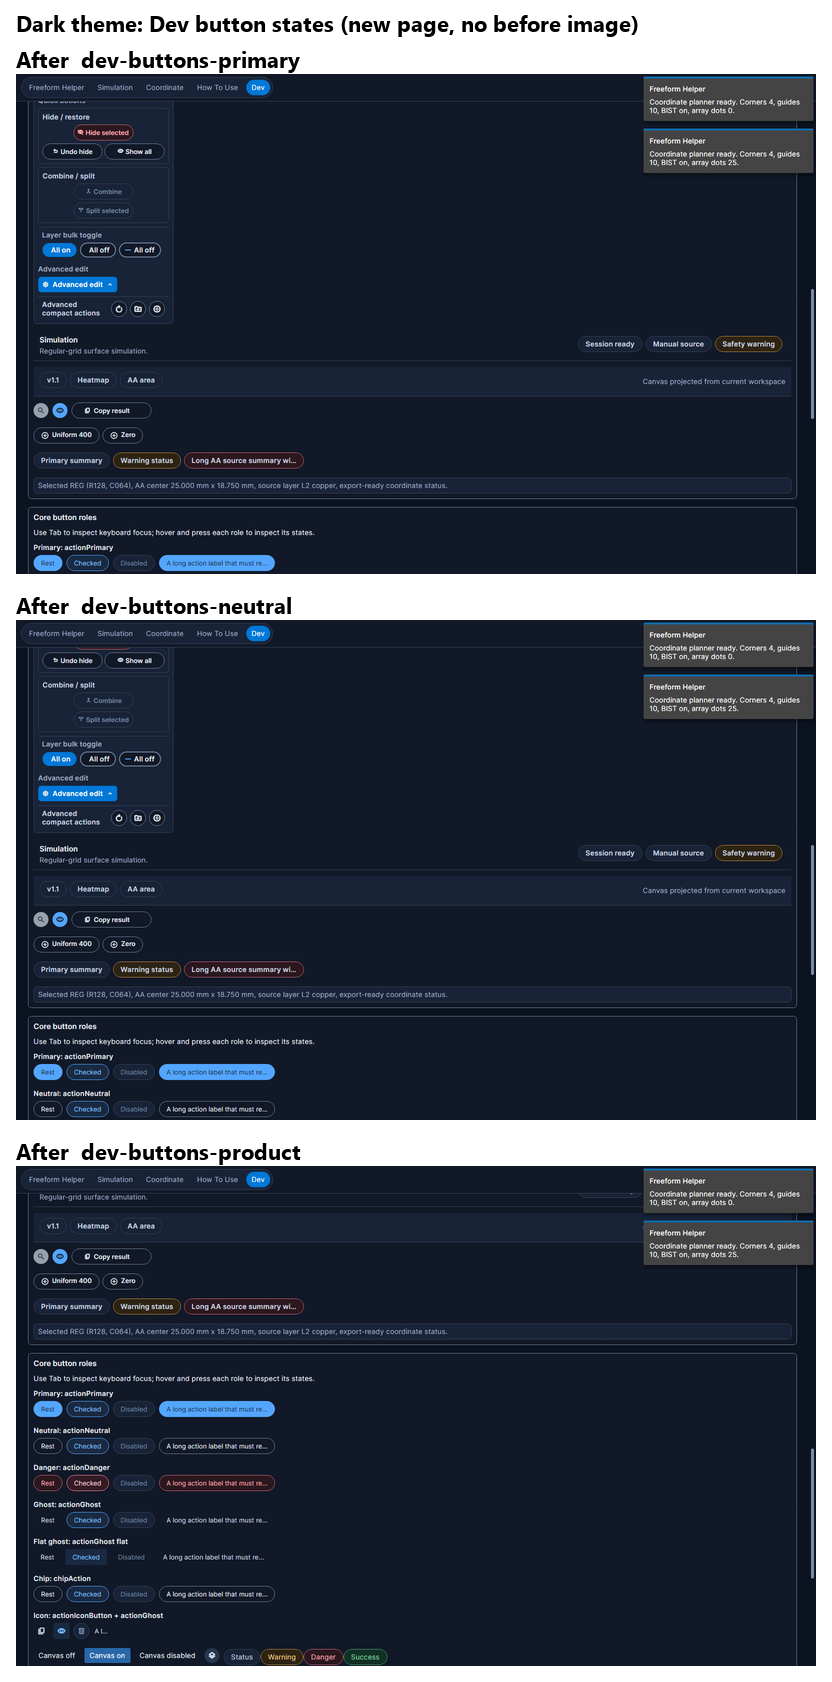 Dark theme: Dev button states (new page, no before image)
After dev-buttons-primary
Freeform Helper Simulation Coordinate How To Use Dev
Freeform Helper
Coordinate planner ready. Corners 4, guides
10, BIST on, array dots 0.
Freeform Helper
Coordinate planner ready. Corners 4, guides
10, BIST on, array dots 25.
Quick actions
Hide / restore
Hide selected
Undo hide Show all
Combine / split
Combine
Split selected
Layer bulk toggle
All on All off — All off
Advanced edit
Advanced edit
Advanced
compact actions
Simulation
Regular-grid surface simulation.
Session ready Manual source Safety warning
v1.1 Heatmap AA area Canvas projected from current workspace
Copy result
Uniform 400 Zero
Primary summary Warning status Long AA source summary wi...
Selected REG (R128, C064), AA center 25.000 mm x 18.750 mm, source layer L2 copper, export-ready coordinate status.
Core button roles
Use Tab to inspect keyboard focus; hover and press each role to inspect its states.
Primary: actionPrimary
Rest Checked Disabled A long action label that must re...
After dev-buttons-neutral
Freeform Helper Simulation Coordinate How To Use Dev
Freeform Helper
Coordinate planner ready. Corners 4, guides
10, BIST on, array dots 0.
Freeform Helper
Coordinate planner ready. Corners 4, guides
10, BIST on, array dots 25.
Undo hide Show all
Combine / split
Combine
Split selected
Layer bulk toggle
All on All off — All off
Advanced edit
Advanced edit
Advanced
compact actions
Simulation
Regular-grid surface simulation.
Session ready Manual source Safety warning
v1.1 Heatmap AA area Canvas projected from current workspace
Copy result
Uniform 400 Zero
Primary summary Warning status Long AA source summary wi...
Selected REG (R128, C064), AA center 25.000 mm x 18.750 mm, source layer L2 copper, export-ready coordinate status.
Core button roles
Use Tab to inspect keyboard focus; hover and press each role to inspect its states.
Primary: actionPrimary
Rest Checked Disabled A long action label that must re...
Neutral: actionNeutral
Rest Checked Disabled A long action label that must re...
After dev-buttons-product
Freeform Helper Simulation Coordinate How To Use Dev
Freeform Helper
Coordinate planner ready. Corners 4, guides
10, BIST on, array dots 0.
Freeform Helper
Coordinate planner ready. Corners 4, guides
10, BIST on, array dots 25.
Regular-grid surface simulation.
v1.1 Heatmap AA area
Copy result
Uniform 400 Zero
Primary summary Warning status Long AA source summary wi...
Selected REG (R128, C064), AA center 25.000 mm x 18.750 mm, source layer L2 copper, export-ready coordinate status.
Core button roles
Use Tab to inspect keyboard focus; hover and press each role to inspect its states.
Primary: actionPrimary
Rest Checked Disabled A long action label that must re...
Neutral: actionNeutral
Rest Checked Disabled A long action label that must re...
Danger: actionDanger
Rest Checked Disabled A long action label that must re...
Ghost: actionGhost
Rest Checked Disabled A long action label that must re...
Flat ghost: actionGhost flat
Rest Checked Disabled A long action label that must re...
Chip: chipAction
Rest Checked Disabled A long action label that must re...
Icon: actionIconButton + actionGhost
A l...
Canvas off Canvas on Canvas disabled Status Warning Danger Success